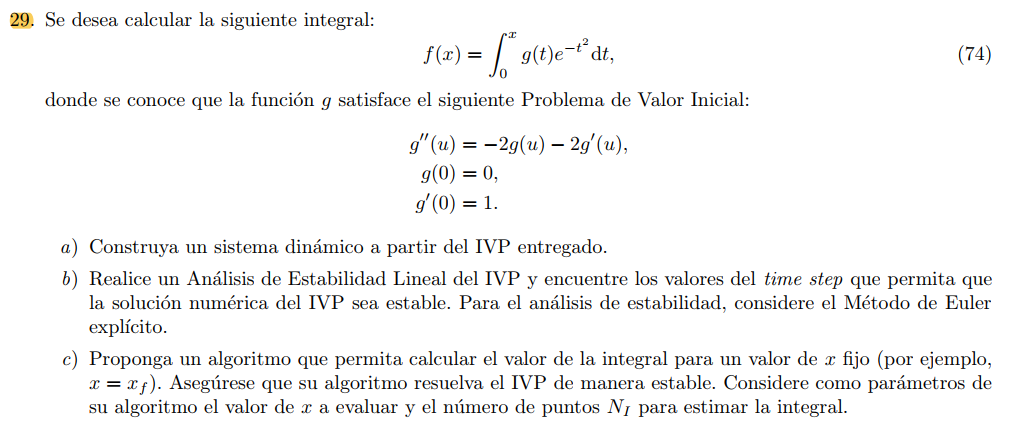 29. Se desea calcular la siguiente integral:
f(x) = ∫₀ˣ g(t)e^{−t²}dt, (74)
donde se conoce que la función g satisface el siguiente Problema de Valor Inicial:
g′′(u) = −2g(u) − 2g′(u),
g(0) = 0,
g′(0) = 1.
a) Construya un sistema dinámico a partir del IVP entregado.
b) Realice un Análisis de Estabilidad Lineal del IVP y encuentre los valores del time step que permita que
la solución numérica del IVP sea estable. Para el análisis de estabilidad, considere el Método de Euler
explícito.
c) Proponga un algoritmo que permita calcular el valor de la integral para un valor de x fijo (por ejemplo,
x = x_f). Asegúrese que su algoritmo resuelva el IVP de manera estable. Considere como parámetros de
su algoritmo el valor de x a evaluar y el número de puntos N_I para estimar la integral.